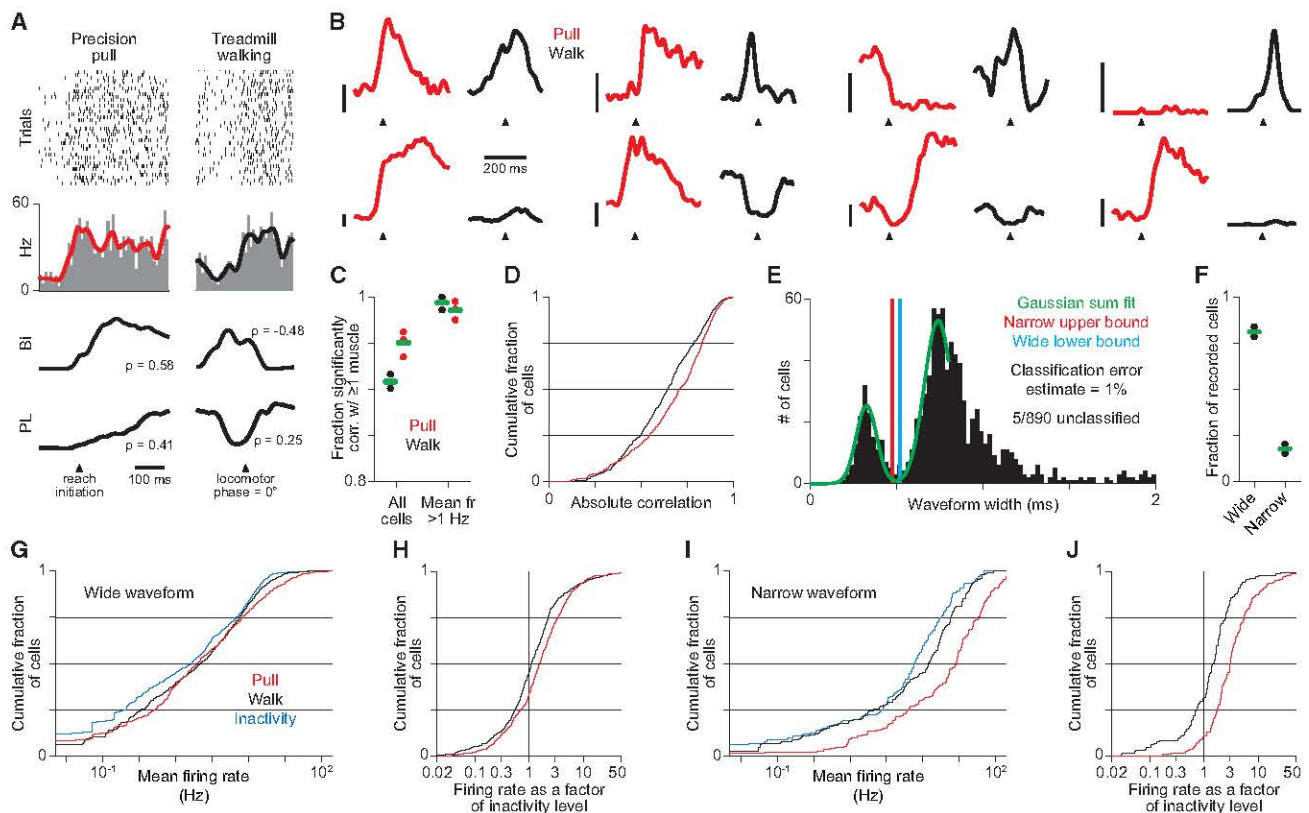 A
Precision
pull
Treadmill
walking
Trials
60
Hz
0
Bi
ρ = 0.58
ρ = -0.48
PL
ρ = 0.41
ρ = 0.25
reach
initiation
100 ms
locomotor
phase = 0°
B
Pull
Walk
200 ms
C
1
0.8
Fraction significantly
corr. w/ ≥1 muscle
Pull
Walk
All
cells
Mean fr
>1 Hz
D
1
0
Cumulative fraction
of cells
0
1
Absolute correlation
E
60
0
# of cells
Gaussian sum fit
Narrow upper bound
Wide lower bound
Classification error
estimate = 1%
5/890 unclassified
0
2
Waveform width (ms)
F
1
0
Fraction of recorded cells
Wide
Narrow
G
1
0
Cumulative fraction
of cells
Wide waveform
Pull
Walk
Inactivity
10-1
102
Mean firing rate
(Hz)
H
1
0
Cumulative fraction
of cells
0.02 0.1 0.3 1 3 10 50
Firing rate as a factor
of inactivity level
I
1
0
Cumulative fraction
of cells
Narrow waveform
10-1
102
Mean firing rate
(Hz)
J
1
0
Cumulative fraction
of cells
0.02 0.1 0.3 1 3 10 50
Firing rate as a factor
of inactivity level